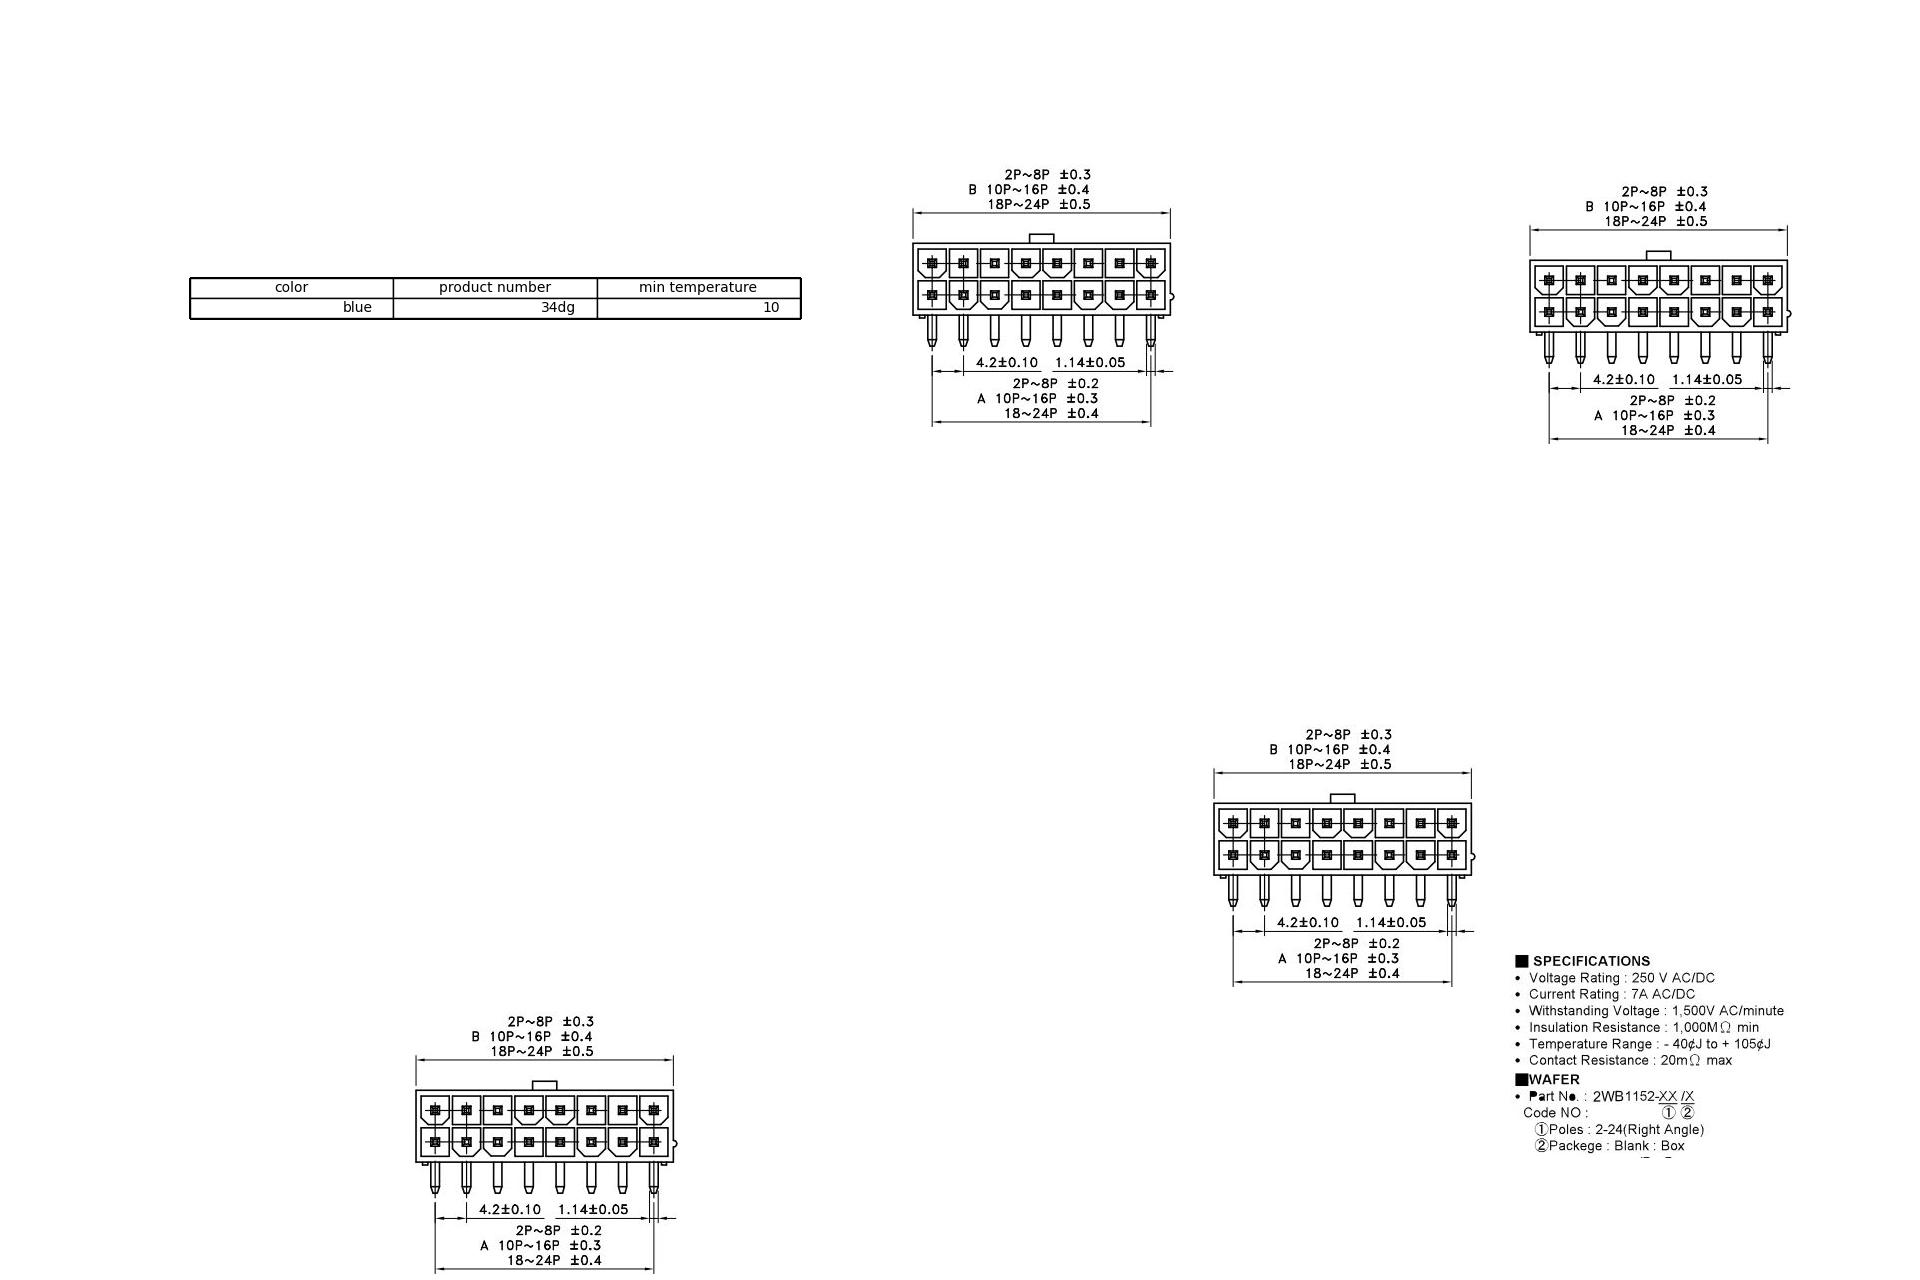 color product number min temperature
blue 34dg 10
2P~8P ±0.3
B 10P~16P ±0.4
18P~24P ±0.5
4.2±0.10 1.14±0.05
2P~8P ±0.2
A 10P~16P ±0.3
18~24P ±0.4
2P~8P ±0.3
B 10P~16P ±0.4
18P~24P ±0.5
4.2±0.10 1.14±0.05
2P~8P ±0.2
A 10P~16P ±0.3
18~24P ±0.4
2P~8P ±0.3
B 10P~16P ±0.4
18P~24P ±0.5
4.2±0.10 1.14±0.05
2P~8P ±0.2
A 10P~16P ±0.3
18~24P ±0.4
■ SPECIFICATIONS
• Voltage Rating : 250 V AC/DC
• Current Rating : 7A AC/DC
• Withstanding Voltage : 1,500V AC/minute
• Insulation Resistance : 1,000MΩ min
• Temperature Range : - 40¢J to + 105¢J
• Contact Resistance : 20mΩ max
■WAFER
• Part No. : 2WB1152-XX /X
Code NO : ① ②
①Poles : 2-24(Right Angle)
②Packege : Blank : Box
2P~8P ±0.3
B 10P~16P ±0.4
18P~24P ±0.5
4.2±0.10 1.14±0.05
2P~8P ±0.2
A 10P~16P ±0.3
18~24P ±0.4